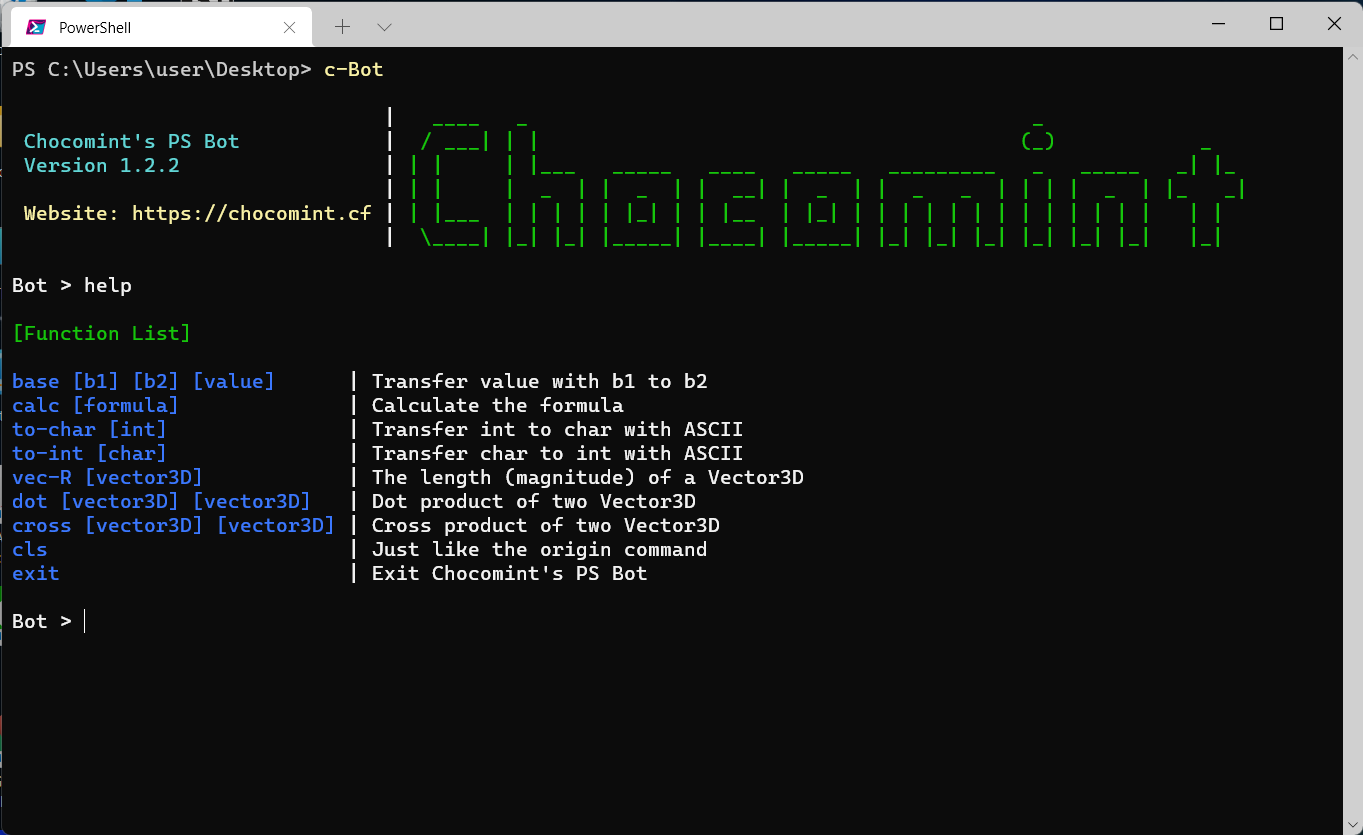 PowerShell
PS C:\Users\user\Desktop> c-Bot
Chocomint
Chocomint's PS Bot
Version 1.2.2
Website: https://chocomint.cf
Bot > help
[Function List]
base [b1] [b2] [value] | Transfer value with b1 to b2
calc [formula] | Calculate the formula
to-char [int] | Transfer int to char with ASCII
to-int [char] | Transfer char to int with ASCII
vec-R [vector3D] | The length (magnitude) of a Vector3D
dot [vector3D] [vector3D] | Dot product of two Vector3D
cross [vector3D] [vector3D] | Cross product of two Vector3D
cls | Just like the origin command
exit | Exit Chocomint's PS Bot
Bot >